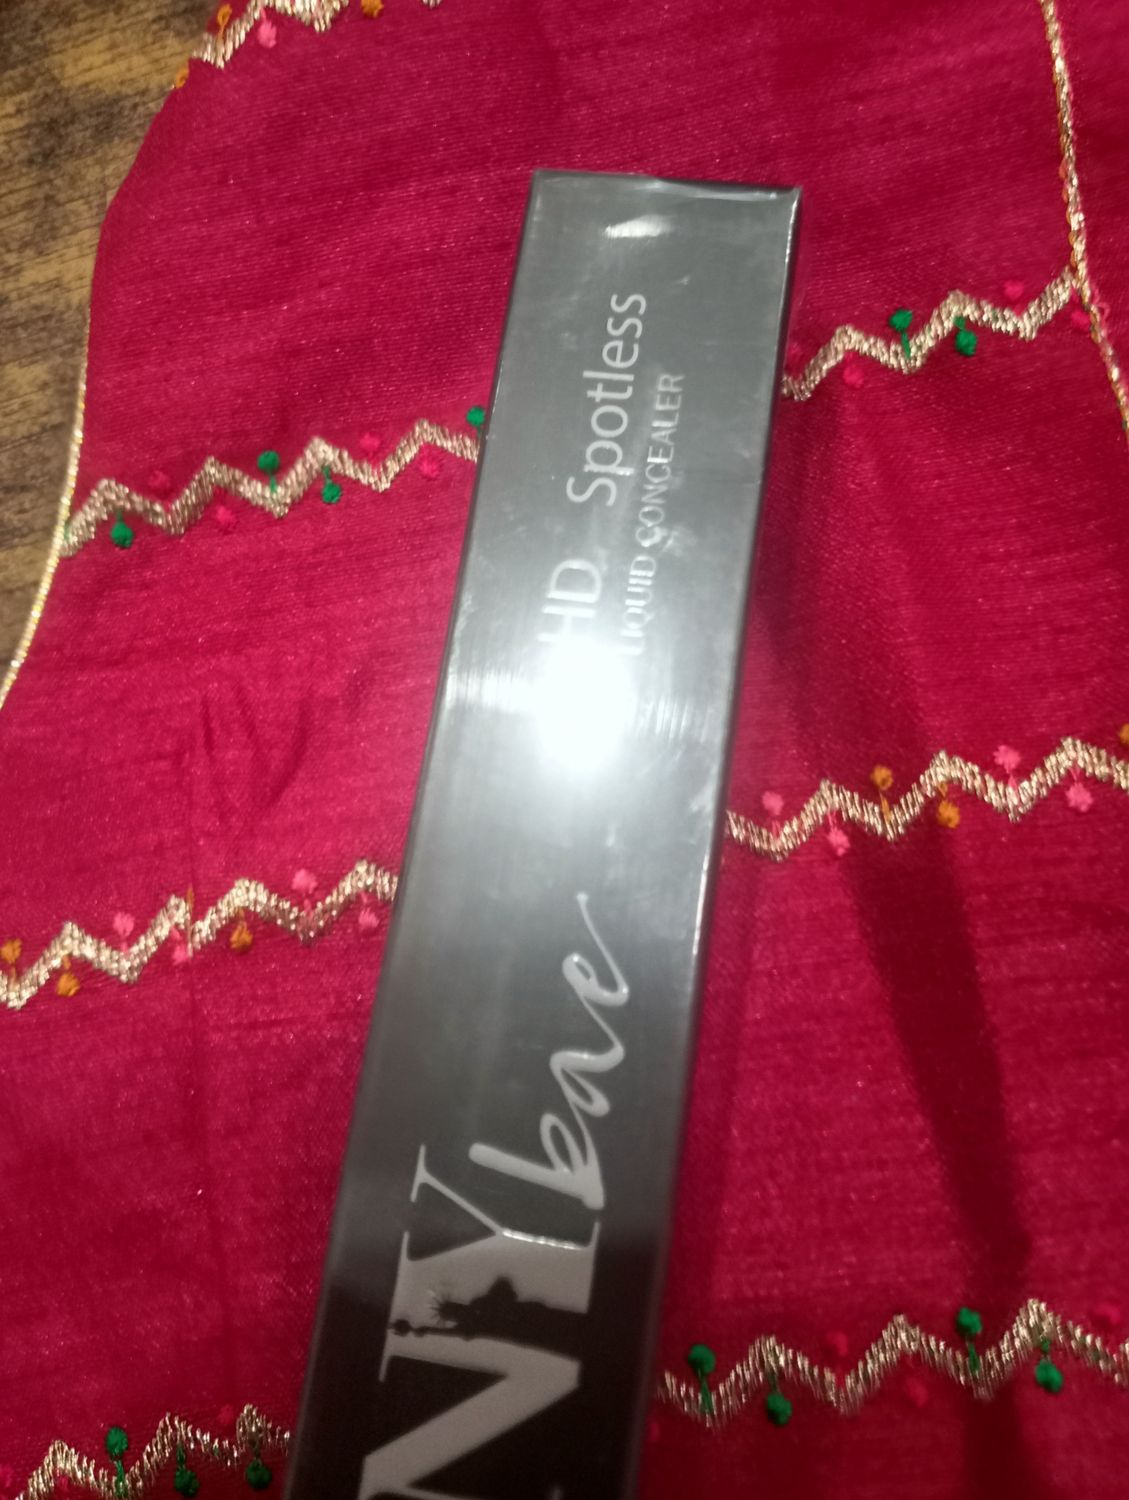 NYbae
HD Spotless
LIQUID CONCEALER